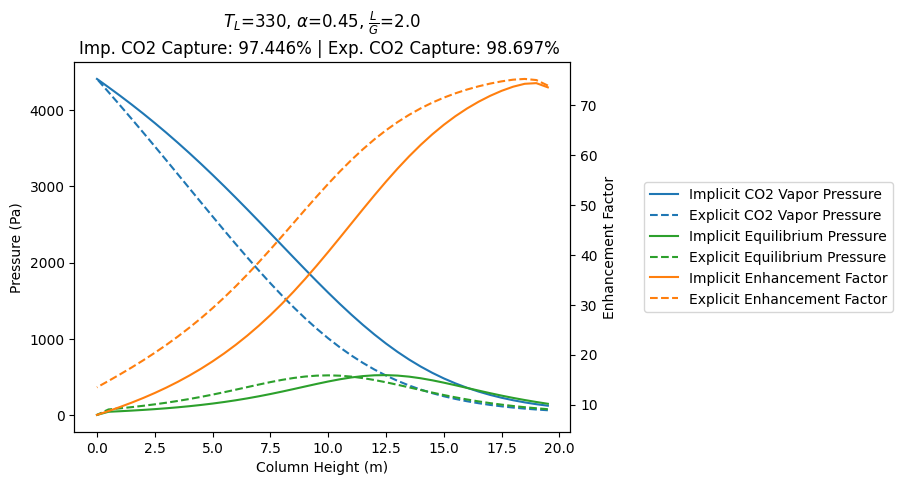 T_L=330, α=0.45, L/G=2.0
Imp. CO2 Capture: 97.446% | Exp. CO2 Capture: 98.697%
4000
3000
2000
1000
0
Pressure (Pa)
0.0 2.5 5.0 7.5 10.0 12.5 15.0 17.5 20.0
Column Height (m)
70
60
50
40
30
20
10
Enhancement Factor
Implicit CO2 Vapor Pressure
Explicit CO2 Vapor Pressure
Implicit Equilibrium Pressure
Explicit Equilibrium Pressure
Implicit Enhancement Factor
Explicit Enhancement Factor